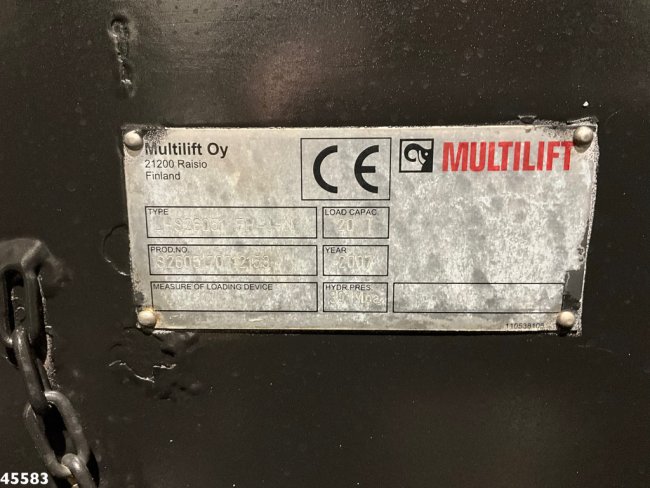 Multilift Oy
21200 Raisio
Finland
CE
MULTILIFT
TYPE
LOAD CAPAC.
PROD.NO.
YEAR
2007
MEASURE OF LOADING DEVICE
HYDR.PRES.
45583